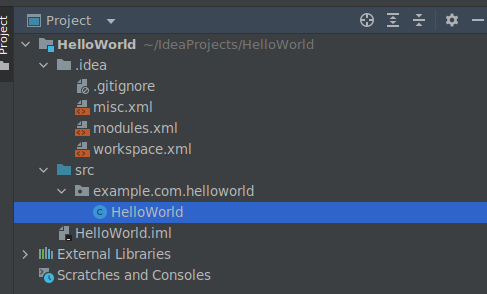 Project
Project
HelloWorld ~/IdeaProjects/HelloWorld
.idea
.gitignore
misc.xml
modules.xml
workspace.xml
src
example.com.helloworld
C HelloWorld
HelloWorld.iml
External Libraries
Scratches and Consoles